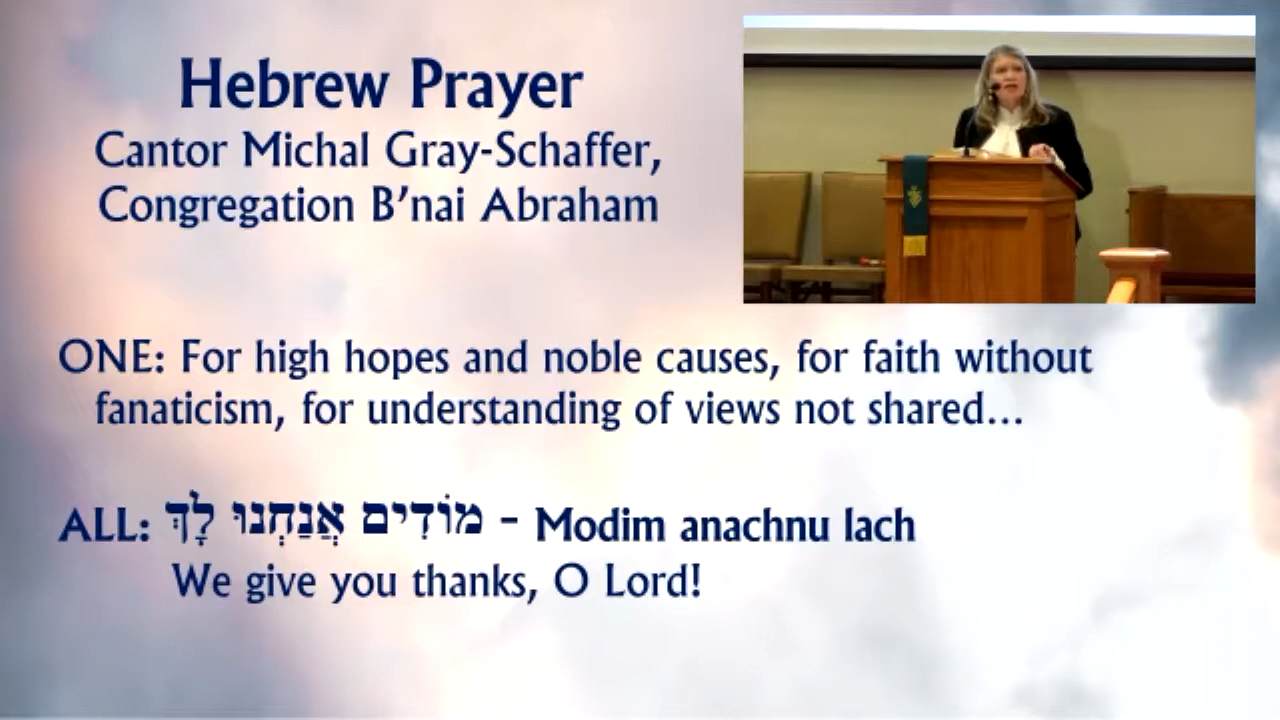 Hebrew Prayer
Cantor Michal Gray-Schaffer,
Congregation B’nai Abraham
ONE: For high hopes and noble causes, for faith without
fanaticism, for understanding of views not shared…
ALL: מוֹדִים אֲנַחְנוּ לָךְ - Modim anachnu lach
We give you thanks, O Lord!